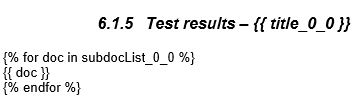 6.1.5 Test results – {{ title_0_0 }}
{% for doc in subdocList_0_0 %}
{{ doc }}
{% endfor %}